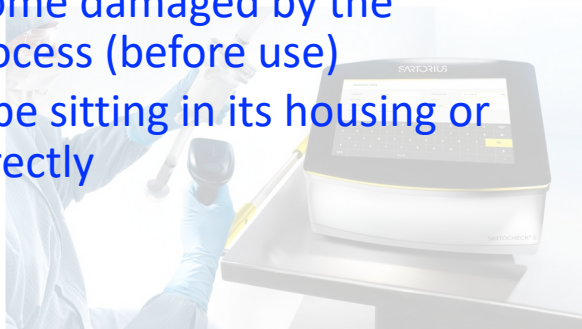 ome damaged by the
ocess (before use)
be sitting in its housing or
rectly
SARTORIUS